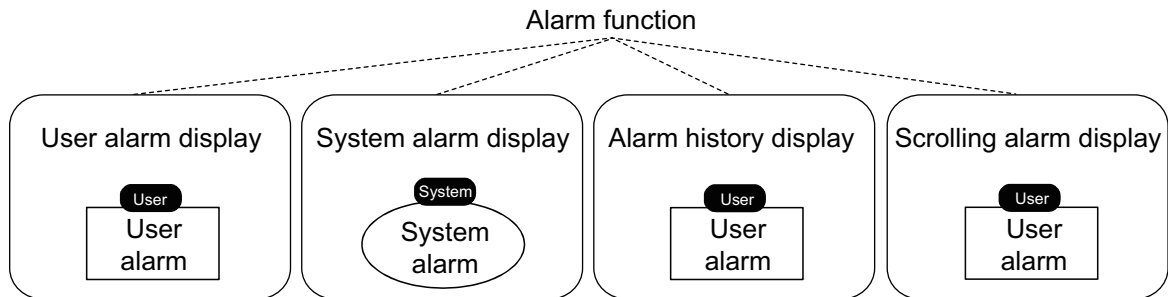 Alarm function
User alarm display
System alarm display
Alarm history display
Scrolling alarm display
User
User
alarm
System
System
alarm
User
User
alarm
User
User
alarm